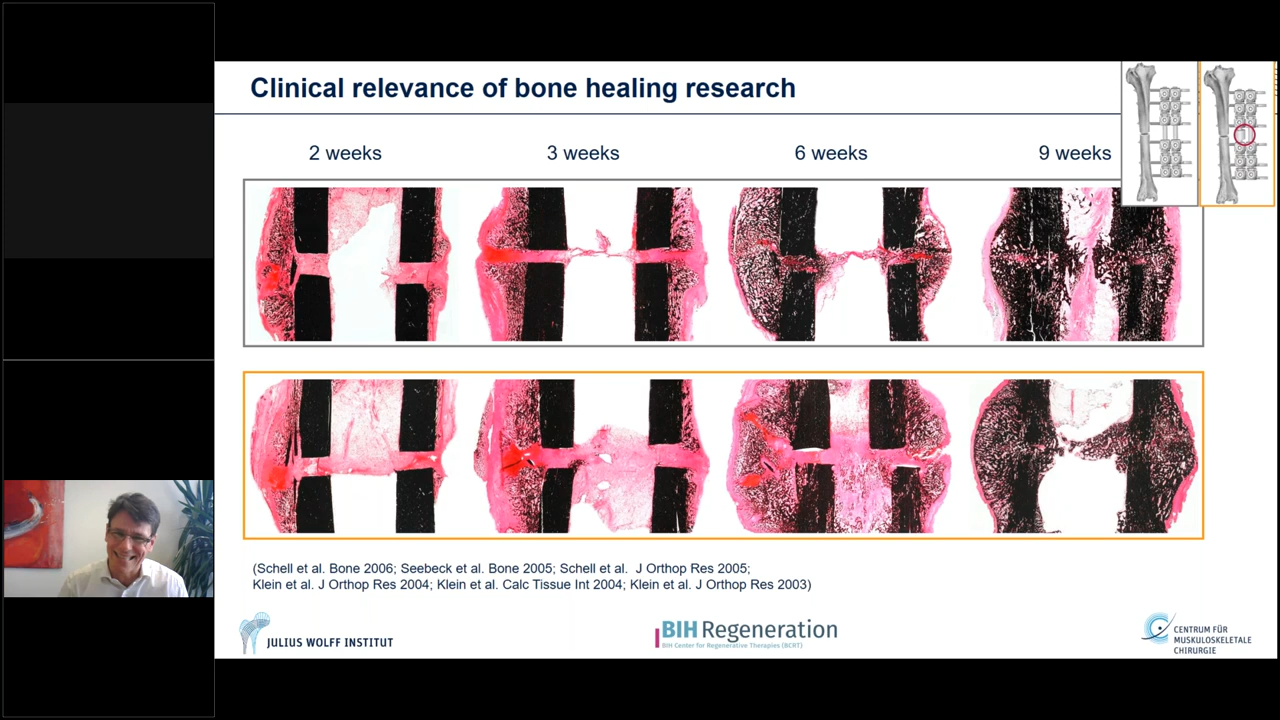 Clinical relevance of bone healing research
2 weeks
3 weeks
6 weeks
9 weeks
(Schell et al. Bone 2006; Seebeck et al. Bone 2005; Schell et al. J Orthop Res 2005;
Klein et al. J Orthop Res 2004; Klein et al. Calc Tissue Int 2004; Klein et al. J Orthop Res 2003)
JULIUS WOLFF INSTITUT
BIH Regeneration
BIH Center for Regenerative Therapies (BCRT)
CENTRUM FÜR
MUSKULOSKELETALE
CHIRURGIE